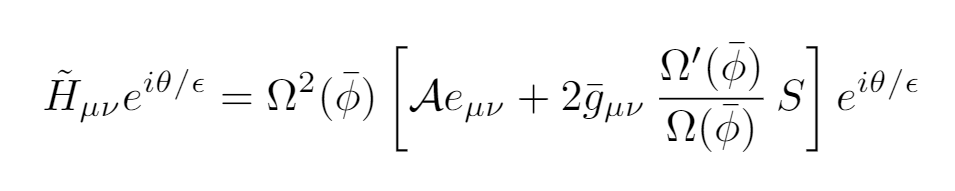 \tilde{H}_{\mu\nu} e^{i\theta/\epsilon} = \Omega^2(\bar{\phi}) \left[ \mathcal{A} e_{\mu\nu} + 2 \bar{g}_{\mu\nu} \frac{\Omega'(\bar{\phi})}{\Omega(\bar{\phi})} S \right] e^{i\theta/\epsilon}